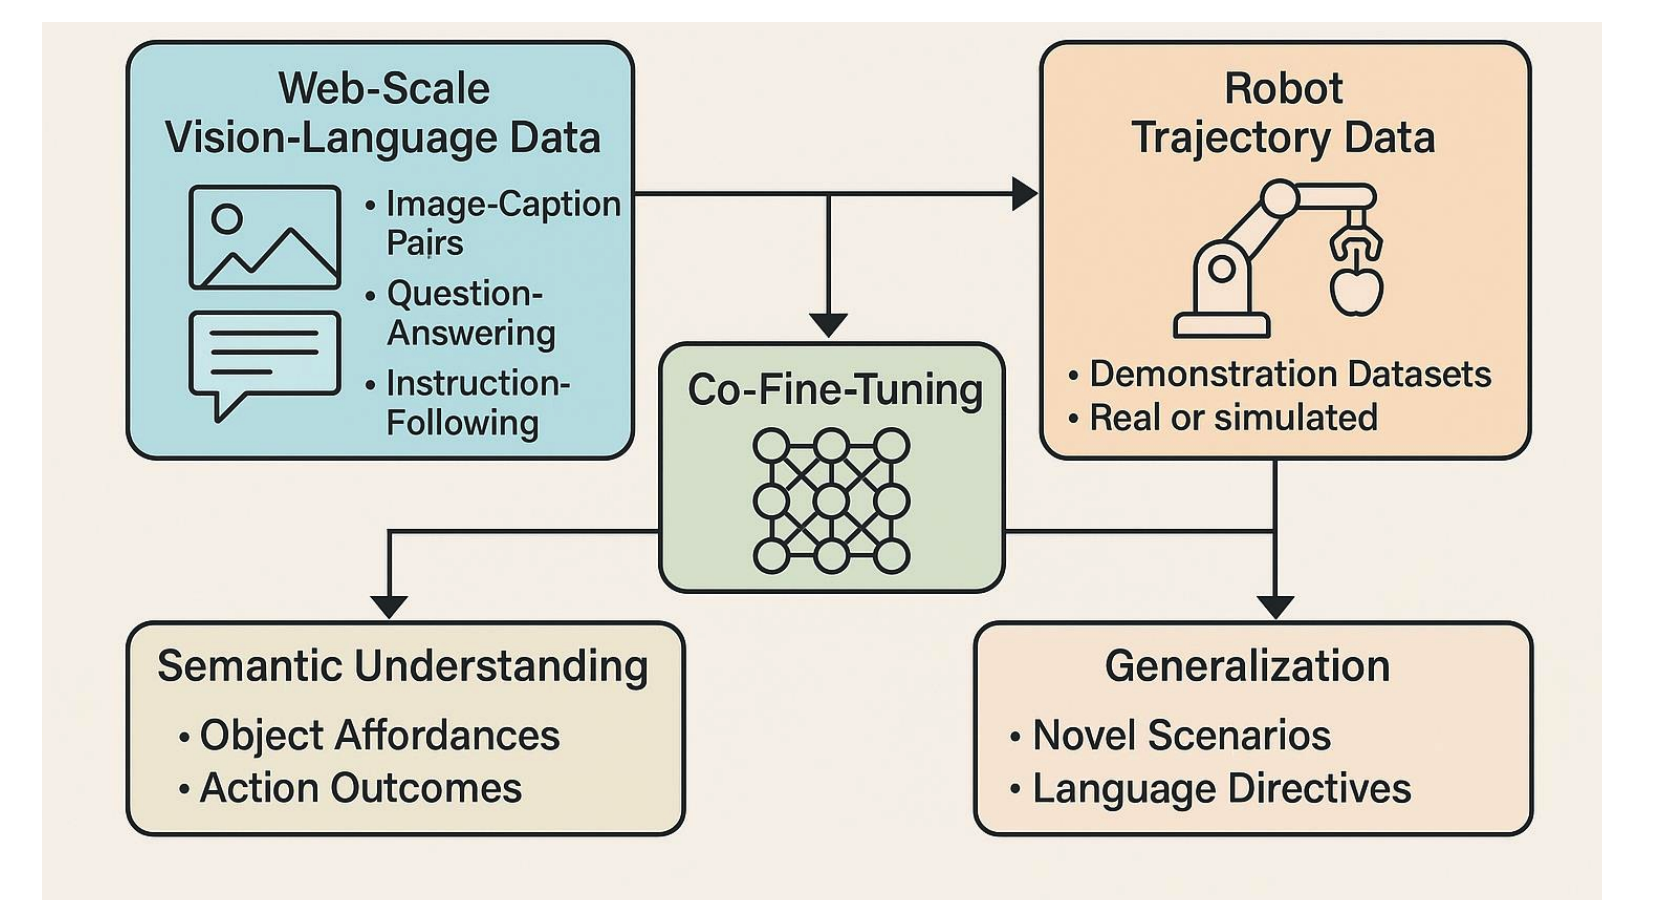 Web-Scale
Vision-Language Data
• Image-Caption
Pairs
• Question-
Answering
• Instruction-
Following
Robot
Trajectory Data
• Demonstration Datasets
• Real or simulated
Co-Fine-Tuning
Semantic Understanding
• Object Affordances
• Action Outcomes
Generalization
• Novel Scenarios
• Language Directives